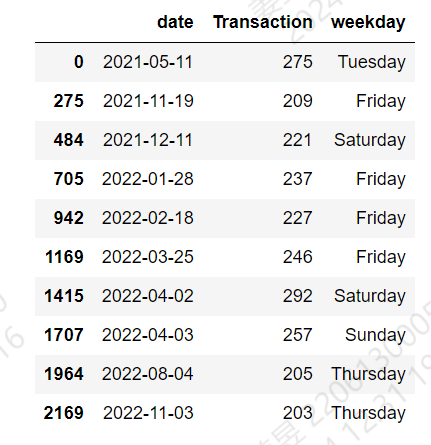 date Transaction weekday
0 2021-05-11 275 Tuesday
275 2021-11-19 209 Friday
484 2021-12-11 221 Saturday
705 2022-01-28 237 Friday
942 2022-02-18 227 Friday
1169 2022-03-25 246 Friday
1415 2022-04-02 292 Saturday
1707 2022-04-03 257 Sunday
1964 2022-08-04 205 Thursday
2169 2022-11-03 203 Thursday